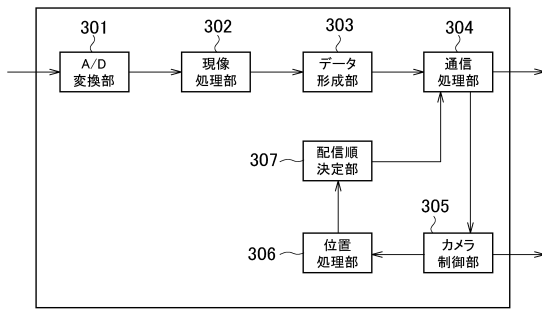 301
302
303
304
A/D
変換部
現像
処理部
データ
形成部
通信
処理部
307
配信順
決定部
305
306
位置
処理部
カメラ
制御部